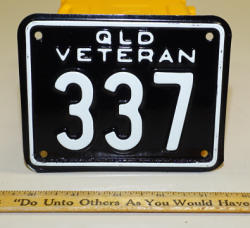 QLD
VETERAN
337
"Do Unto Others As You Would Have